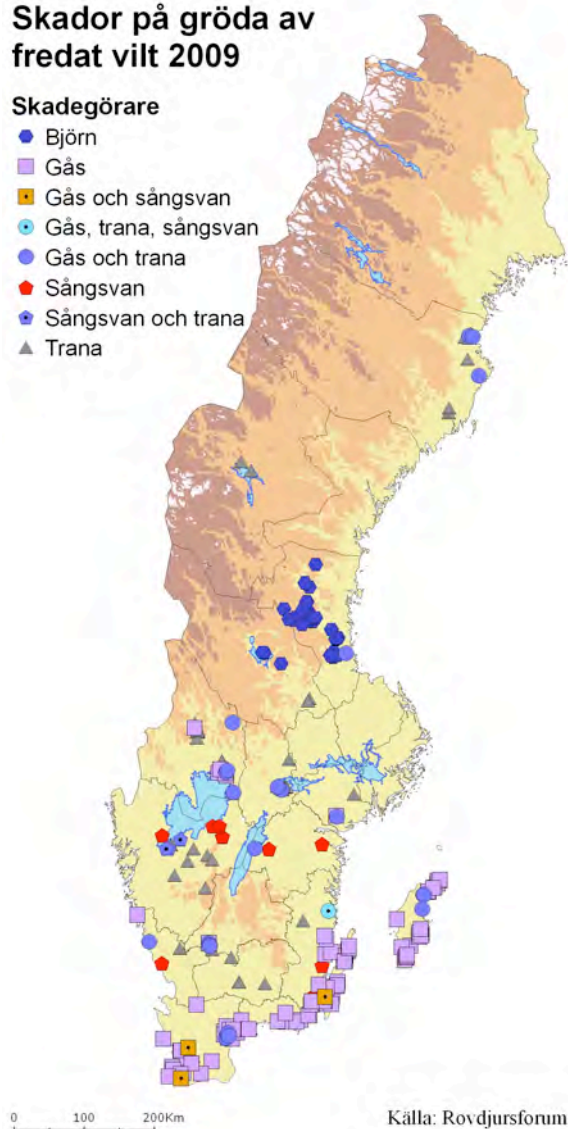 Skador på gröda av
fredat vilt 2009
Skadegörare
Björn
Gås
Gås och sångsvan
Gås, trana, sångsvan
Gås och trana
Sångsvan
Sångsvan och trana
Trana
0 100 200Km
Källa: Rovdjursforum